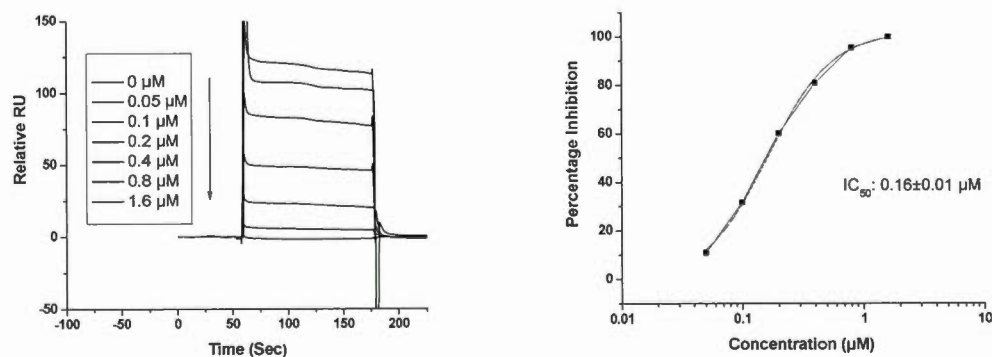 150
100
50
0
-50
Relative RU
0 µM
0.05 µM
0.1 µM
0.2 µM
0.4 µM
0.8 µM
1.6 µM
-100 -50 0 50 100 150 200
Time (Sec)
100
80
60
40
20
0
Percentage Inhibition
IC50: 0.16±0.01 µM
0.01 0.1 1 10
Concentration (µM)